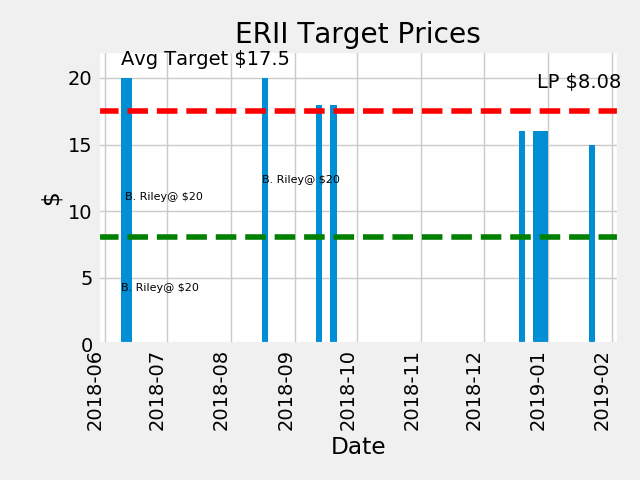 ERII Target Prices
Avg Target $17.5
LP $8.08
B. Riley@ $20
B. Riley@ $20
B. Riley@ $20
$
20
15
10
5
0
2018-06
2018-07
2018-08
2018-09
2018-10
2018-11
2018-12
2019-01
2019-02
Date